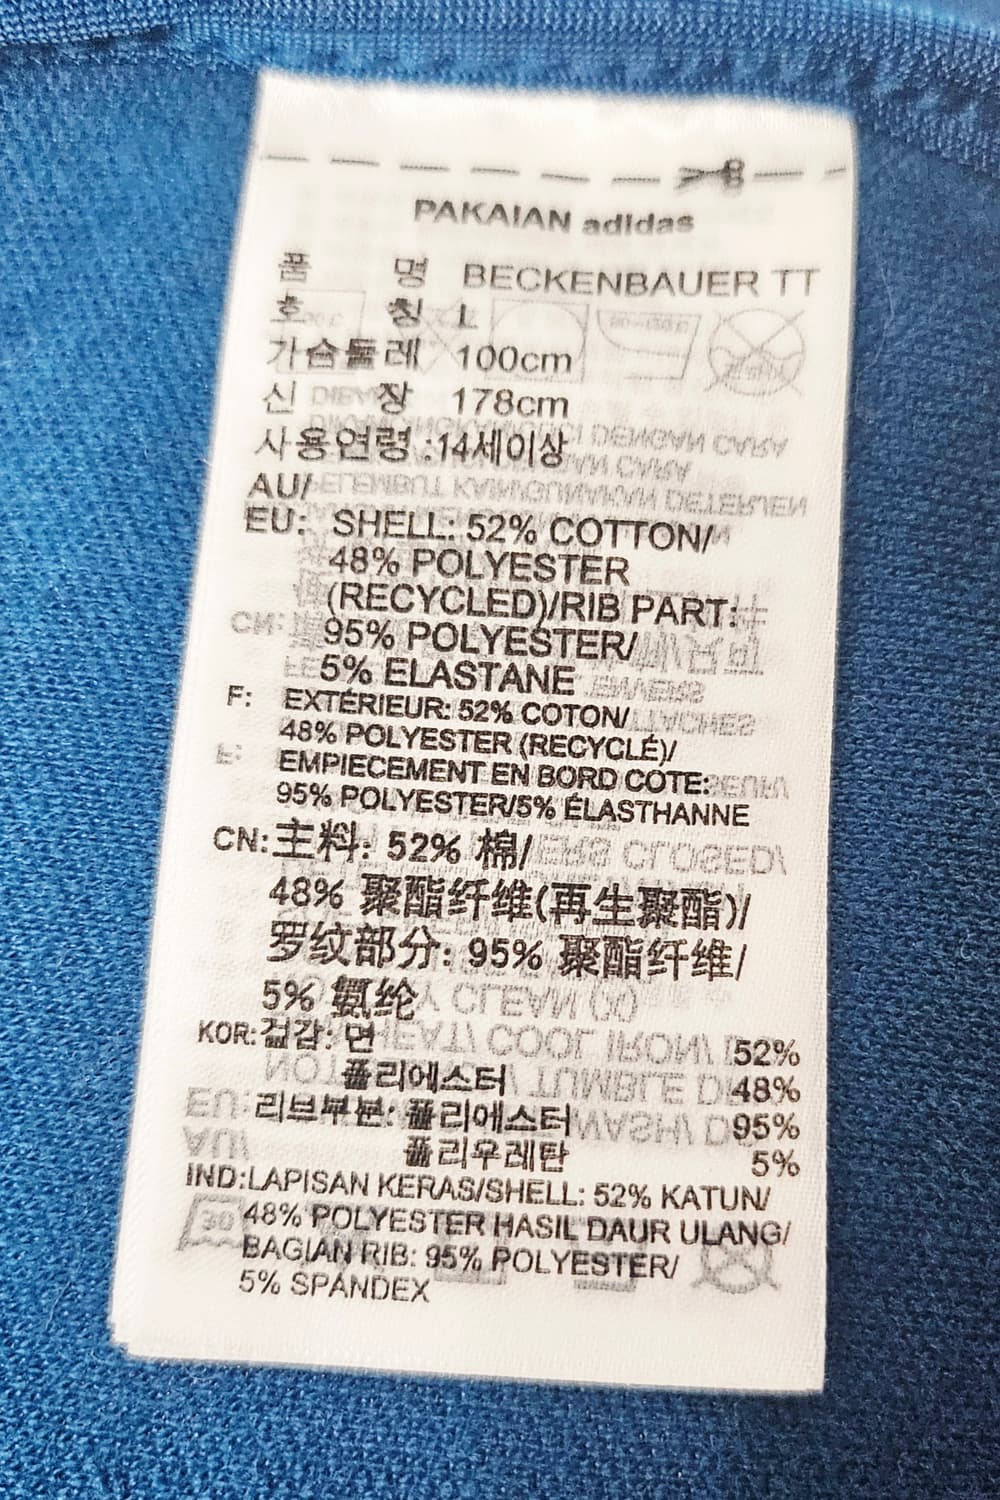 PAKAIAN adidas
품 명 BECKENBAUER TT
호 칭 L
가슴둘레 100cm
신 장 178cm
사용연령 :14세이상
AU/
EU: SHELL: 52% COTTON/
48% POLYESTER
(RECYCLED)/RIB PART:
95% POLYESTER/
5% ELASTANE
F: EXTÉRIEUR: 52% COTON/
48% POLYESTER (RECYCLÉ)/
EMPIECEMENT EN BORD COTE:
95% POLYESTER/5% ÉLASTHANNE
CN: 主料: 52% 棉/
48% 聚酯纤维(再生聚酯)/
罗纹部分: 95% 聚酯纤维/
5% 氨纶
KOR: 겉감: 면 52%
폴리에스터 48%
리브부분: 폴리에스터 95%
폴리우레탄 5%
IND:LAPISAN KERAS/SHELL: 52% KATUN/
48% POLYESTER HASIL DAUR ULANG/
BAGIAN RIB: 95% POLYESTER/
5% SPANDEX